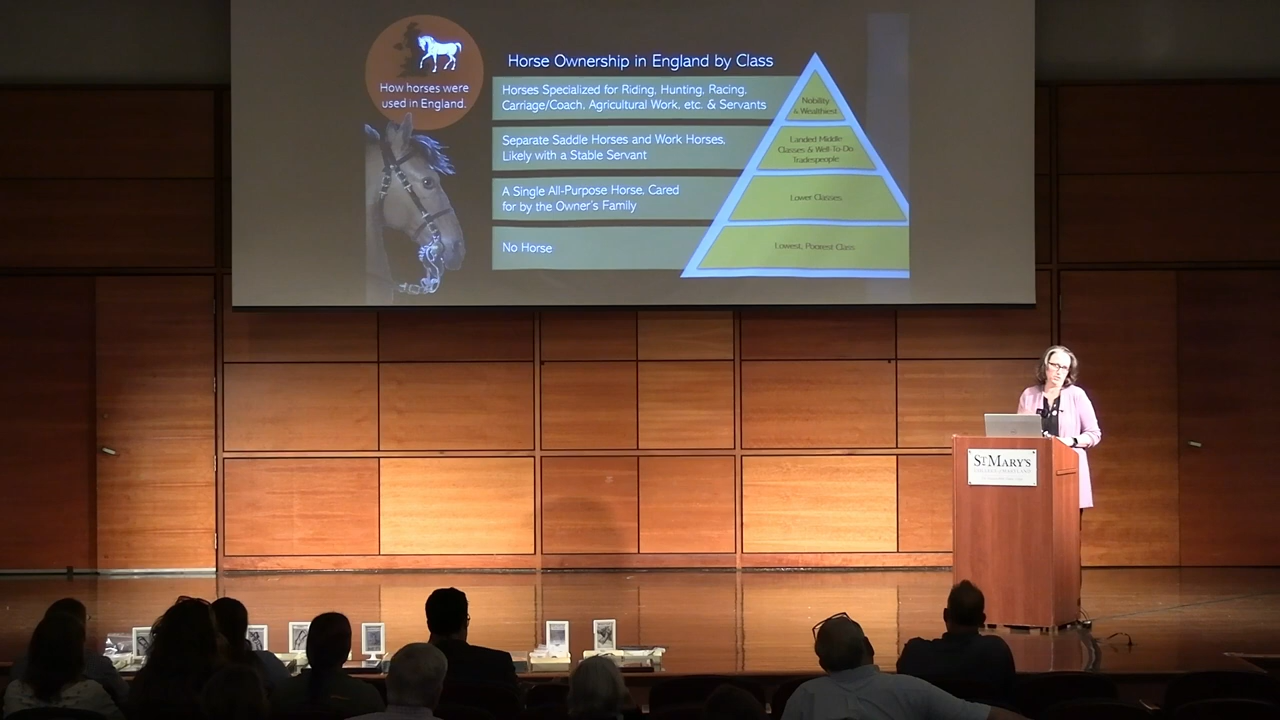 How horses were
used in England.
Horse Ownership in England by Class
Horses Specialized for Riding, Hunting, Racing,
Carriage/Coach, Agricultural Work, etc. & Servants
Nobility
& Wealthiest
Separate Saddle Horses and Work Horses,
Likely with a Stable Servant
Landed Middle
Classes & Well-To-Do
Tradespeople
A Single All-Purpose Horse, Cared
for by the Owner's Family
Lower Classes
No Horse
Lowest, Poorest Class
ST MARY'S
COLLEGE of MARYLAND